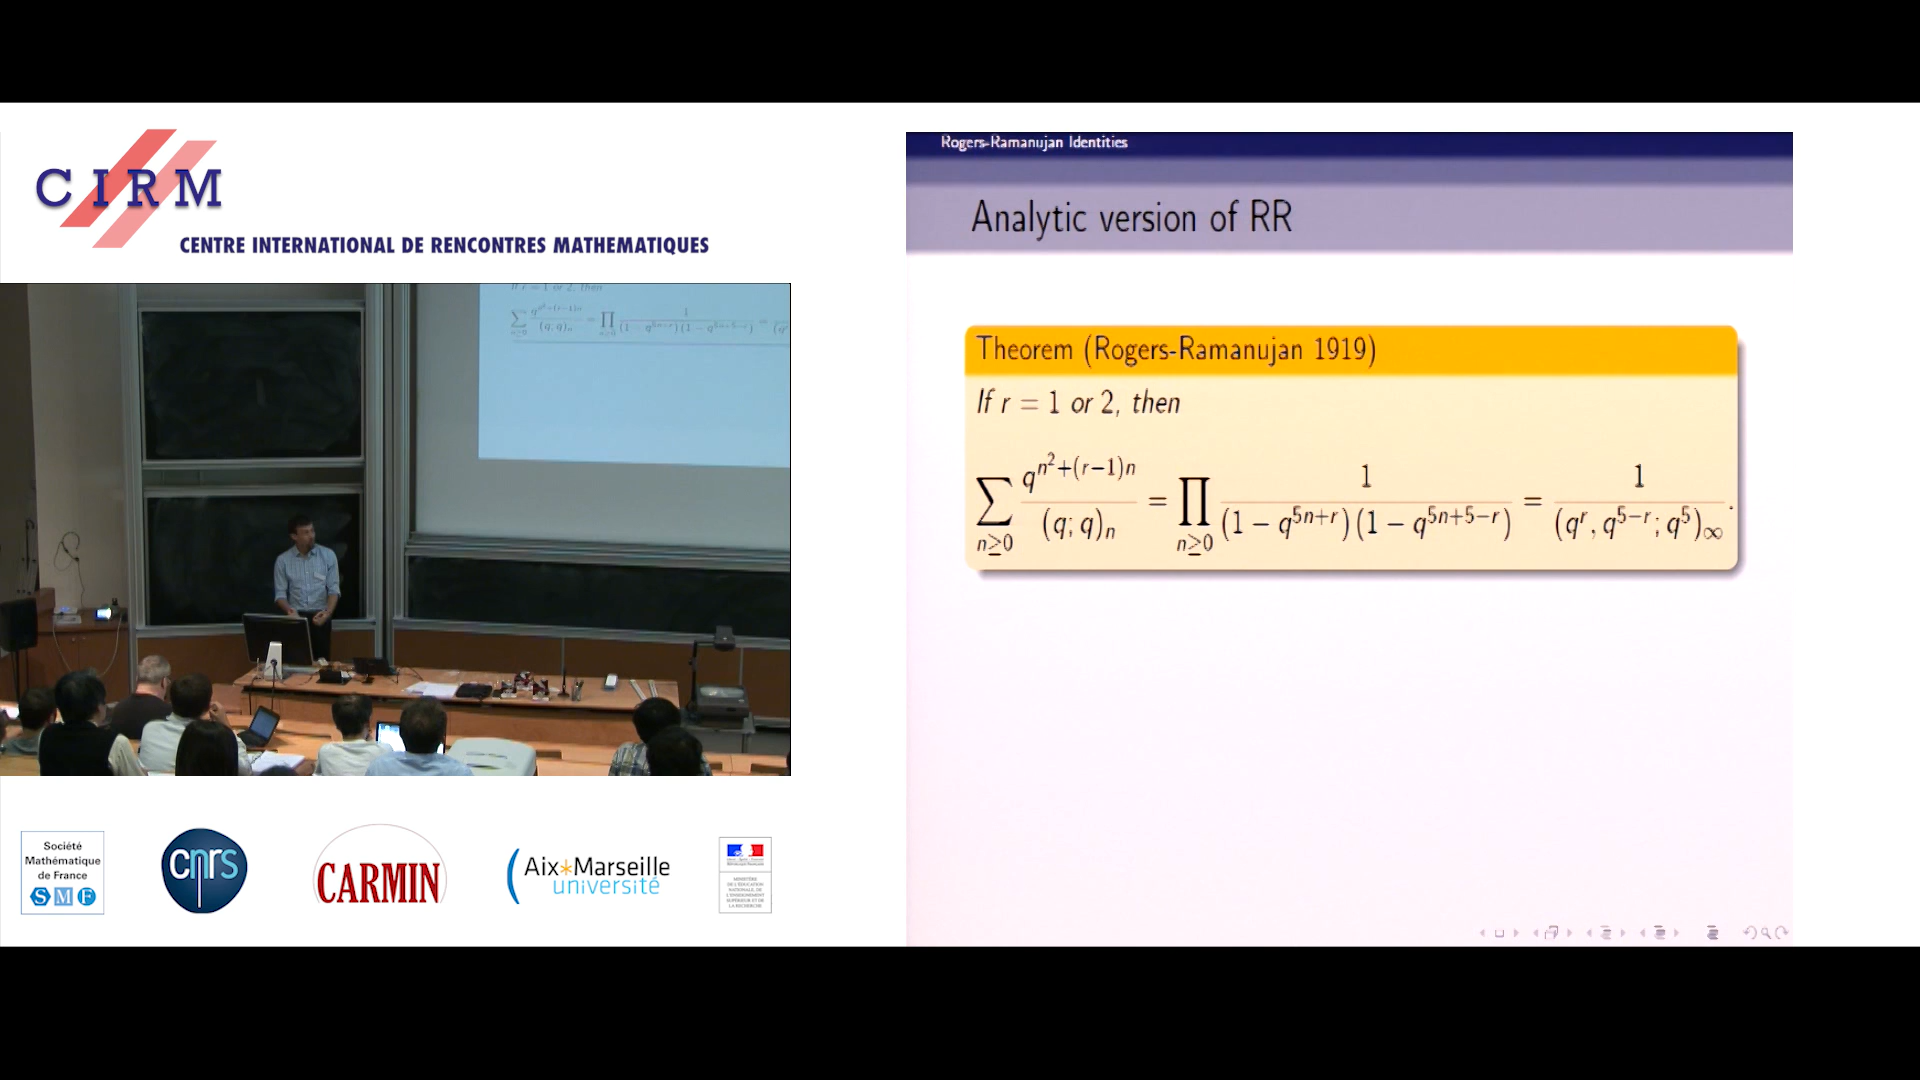 CIRM
CENTRE INTERNATIONAL DE RENCONTRES MATHEMATIQUES
Rogers-Ramanujan Identities
Analytic version of RR
Theorem (Rogers-Ramanujan 1919)
If r = 1 or 2, then
∑_{n≥0} q^{n²+(r−1)n} / (q; q)_n = ∏_{n≥0} 1 / (1 − q^{5n+r})(1 − q^{5n+5−r}) = 1 / (q^r, q^{5−r}; q^5)_∞.
Société
Mathématique
de France
SMF
cnrs
CARMIN
Aix*Marseille
université